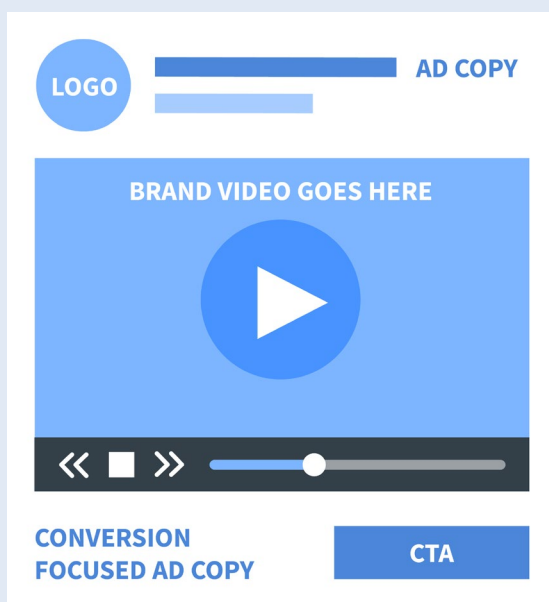 LOGO
AD COPY
BRAND VIDEO GOES HERE
CONVERSION
FOCUSED AD COPY
CTA